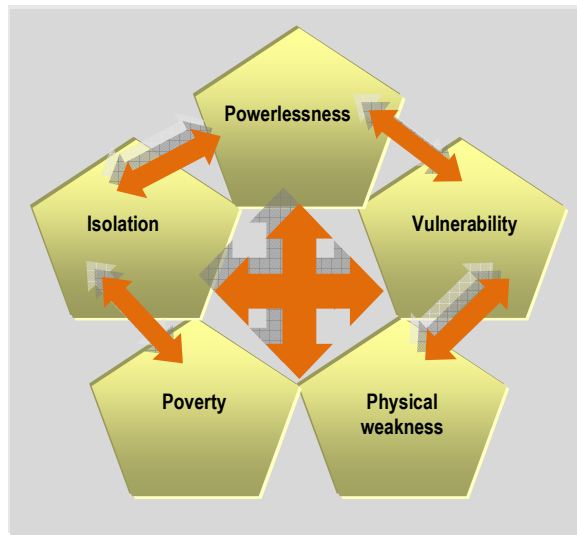 Powerlessness
Isolation
Vulnerability
Poverty
Physical
weakness